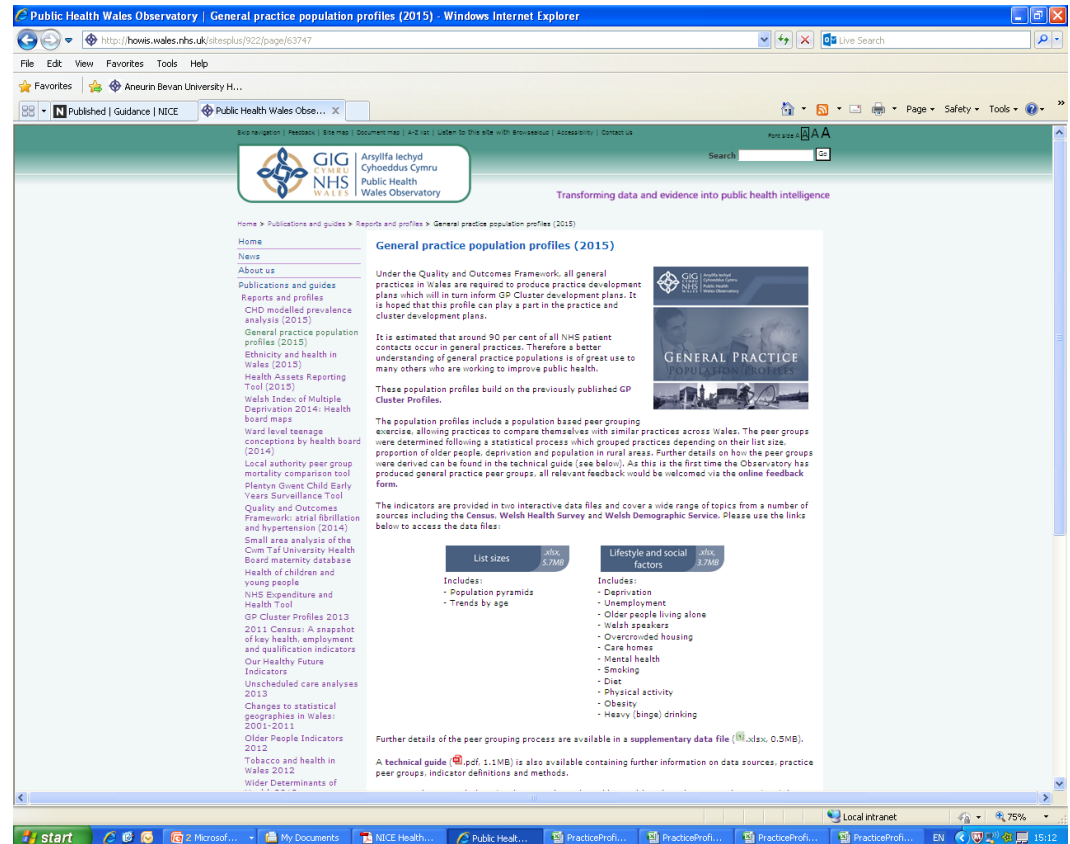 Public Health Wales Observatory | General practice population profiles (2015) - Windows Internet Explorer
http://howis.wales.nhs.uk/sitesplus/922/page/63747
Live Search
File Edit View Favorites Tools Help
Favorites Aneurin Bevan University H...
Published | Guidance | NICE
Public Health Wales Obse...
Page Safety Tools
Skip navigation | Feedback | Site map | Document map | A-Z list | Listen to this site with Browsealoud | Accessibility | Contact us
Font size A A A A
Search Go
GIG
CYMRU
NHS
WALES
Arsyllfa Iechyd
Cyhoeddus Cymru
Public Health
Wales Observatory
Transforming data and evidence into public health intelligence
Home > Publications and guides > Reports and profiles > General practice population profiles (2015)
Home
News
About us
Publications and guides
Reports and profiles
CHD modelled prevalence
analysis (2015)
General practice population
profiles (2015)
Ethnicity and health in
Wales (2015)
Health Assets Reporting
Tool (2015)
Welsh Index of Multiple
Deprivation 2014: Health
board maps
Ward level teenage
conceptions by health board
(2014)
Local authority peer group
mortality comparison tool
Plentyn Gwent Child Early
Years Surveillance Tool
Quality and Outcomes
Framework: atrial fibrillation
and hypertension (2014)
Small area analysis of the
Cwm Taf University Health
Board maternity database
Health of children and
young people
NHS Expenditure and
Health Tool
GP Cluster Profiles 2013
2011 Census: A snapshot
of key health, employment
and qualification indicators
Our Healthy Future
Indicators
Unscheduled care analyses
2013
Changes to statistical
geographies in Wales:
2001-2011
Older People Indicators
2012
Tobacco and health in
Wales 2012
Wider Determinants of
General practice population profiles (2015)
Under the Quality and Outcomes Framework, all general
practices in Wales are required to produce practice development
plans which will in turn inform GP Cluster development plans. It
is hoped that this profile can play a part in the practice and
cluster development plans.
It is estimated that around 90 per cent of all NHS patient
contacts occur in general practices. Therefore a better
understanding of general practice populations is of great use to
many others who are working to improve public health.
These population profiles build on the previously published GP
Cluster Profiles.
GIG
CYMRU
NHS
WALES
Arsyllfa Iechyd
Cyhoeddus Cymru
Public Health
Wales Observatory
GENERAL PRACTICE
POPULATION PROFILES
The population profiles include a population based peer grouping
exercise, allowing practices to compare themselves with similar practices across Wales. The peer groups
were determined following a statistical process which grouped practices depending on their list size,
proportion of older people, deprivation and population in rural areas. Further details on how the peer groups
were derived can be found in the technical guide (see below). As this is the first time the Observatory has
produced general practice peer groups, all relevant feedback would be welcomed via the online feedback
form.
The indicators are provided in two interactive data files and cover a wide range of topics from a number of
sources including the Census, Welsh Health Survey and Welsh Demographic Service. Please use the links
below to access the data files:
List sizes .xlsx, 5.7MB
Includes:
- Population pyramids
- Trends by age
Lifestyle and social factors .xlsx, 3.7MB
Includes:
- Deprivation
- Unemployment
- Older people living alone
- Welsh speakers
- Overcrowded housing
- Care homes
- Mental health
- Smoking
- Diet
- Physical activity
- Obesity
- Heavy (binge) drinking
Further details of the peer grouping process are available in a supplementary data file (.xlsx, 0.5MB).
A technical guide (.pdf, 1.1MB) is also available containing further information on data sources, practice
peer groups, indicator definitions and methods.
Local intranet 75%
start 2 Microsof... My Documents NICE Health... Public Healt... PracticeProfi... PracticeProfi... PracticeProfi... PracticeProfi... EN 15:12